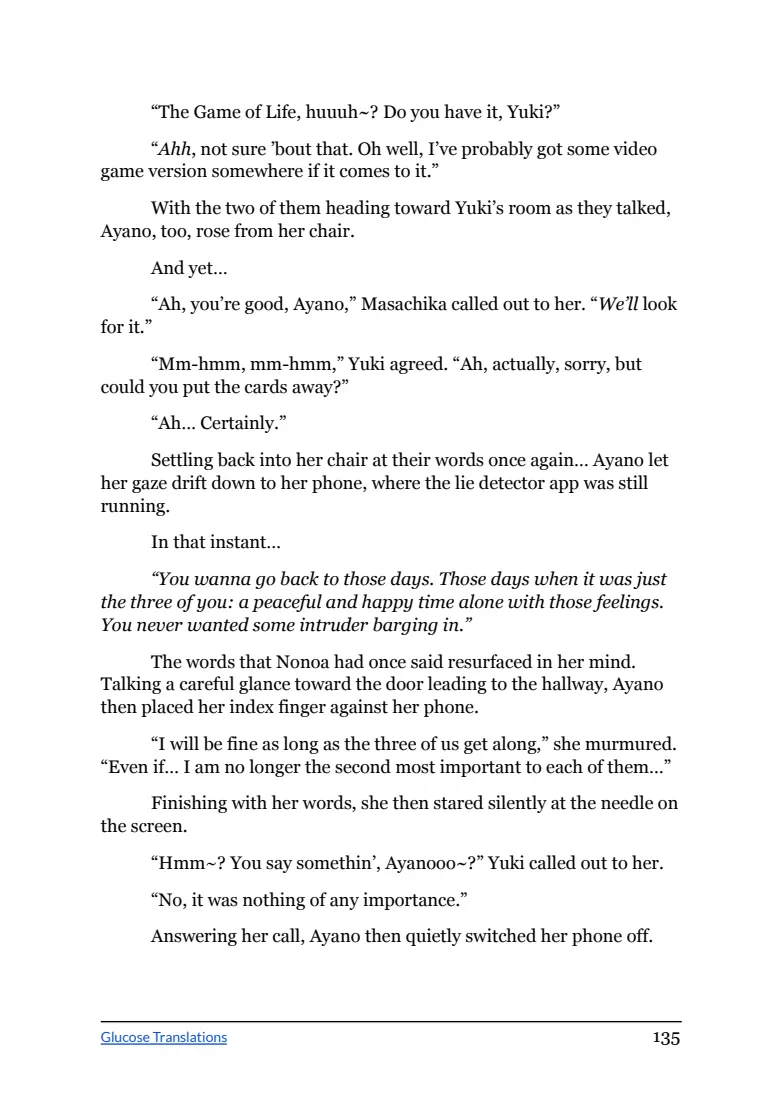 “The Game of Life, huuuh~? Do you have it, Yuki?”
“Ahh, not sure ’bout that. Oh well, I’ve probably got some video
game version somewhere if it comes to it.”
With the two of them heading toward Yuki’s room as they talked,
Ayano, too, rose from her chair.
And yet…
“Ah, you’re good, Ayano,” Masachika called out to her. “We’ll look
for it.”
“Mm-hmm, mm-hmm,” Yuki agreed. “Ah, actually, sorry, but
could you put the cards away?”
“Ah… Certainly.”
Settling back into her chair at their words once again… Ayano let
her gaze drift down to her phone, where the lie detector app was still
running.
In that instant…
“You wanna go back to those days. Those days when it was just
the three of you: a peaceful and happy time alone with those feelings.
You never wanted some intruder barging in.”
The words that Nonoa had once said resurfaced in her mind.
Talking a careful glance toward the door leading to the hallway, Ayano
then placed her index finger against her phone.
“I will be fine as long as the three of us get along,” she murmured.
“Even if… I am no longer the second most important to each of them…”
Finishing with her words, she then stared silently at the needle on
the screen.
“Hmm~? You say somethin’, Ayanooo~?” Yuki called out to her.
“No, it was nothing of any importance.”
Answering her call, Ayano then quietly switched her phone off.
Glucose Translations 135